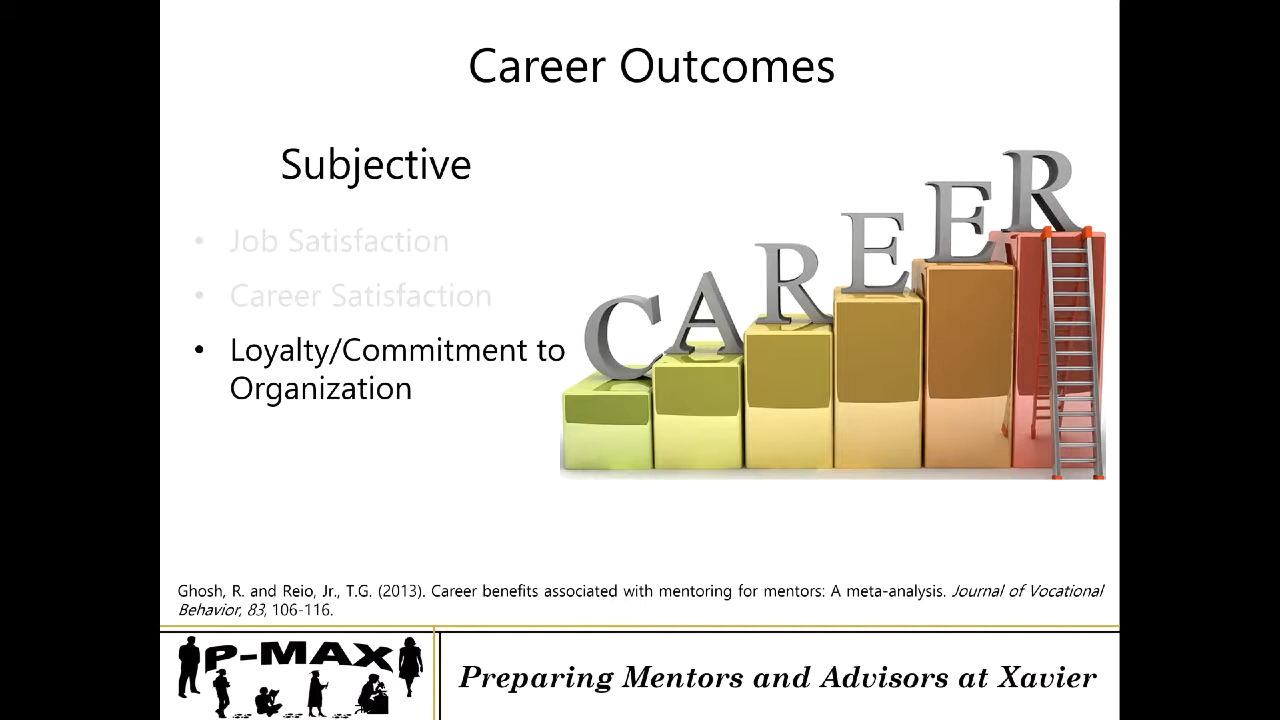 Career Outcomes
Subjective
• Job Satisfaction
• Career Satisfaction
• Loyalty/Commitment to
Organization
CAREER
Ghosh, R. and Reio, Jr., T.G. (2013). Career benefits associated with mentoring for mentors: A meta-analysis. Journal of Vocational
Behavior, 83, 106-116.
P-MAX
Preparing Mentors and Advisors at Xavier